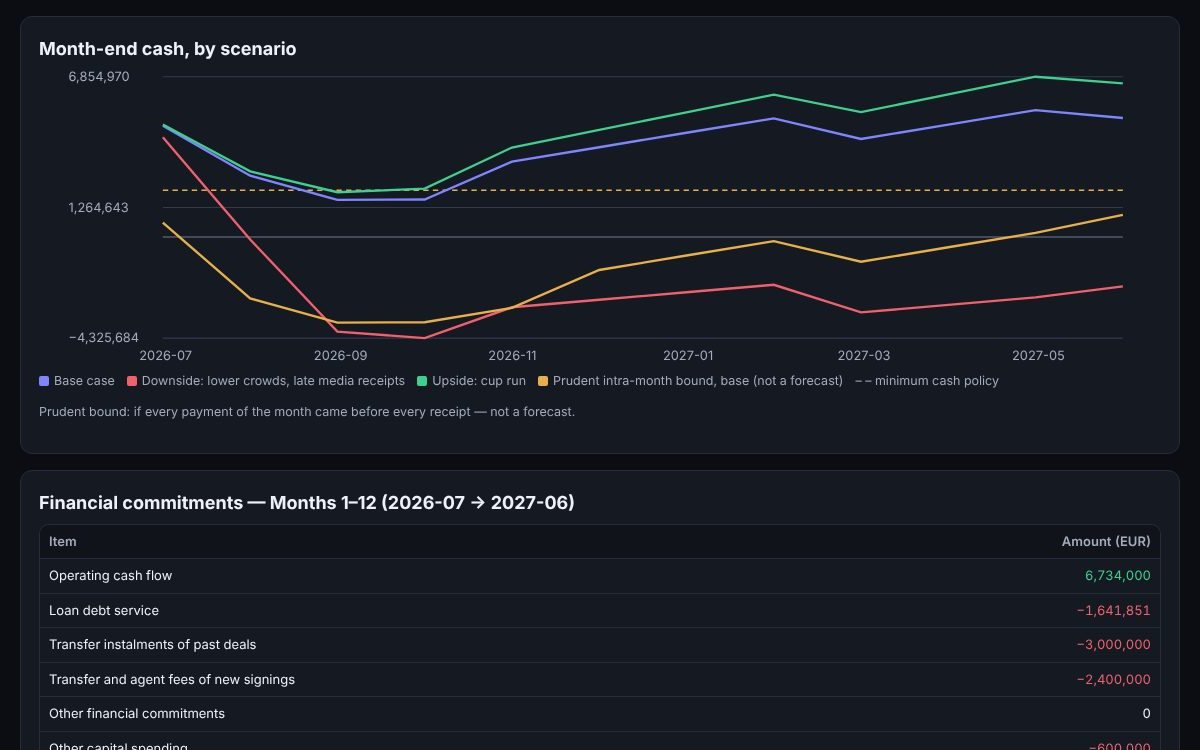 Month-end cash, by scenario
6,854,970
1,264,643
−4,325,684
2026-07 2026-09 2026-11 2027-01 2027-03 2027-05
Base case Downside: lower crowds, late media receipts Upside: cup run Prudent intra-month bound, base (not a forecast) minimum cash policy
Prudent bound: if every payment of the month came before every receipt — not a forecast.
Financial commitments — Months 1–12 (2026-07 → 2027-06)
Item Amount (EUR)
Operating cash flow 6,734,000
Loan debt service −1,641,851
Transfer instalments of past deals −3,000,000
Transfer and agent fees of new signings −2,400,000
Other financial commitments 0
Other capital spending −600,000